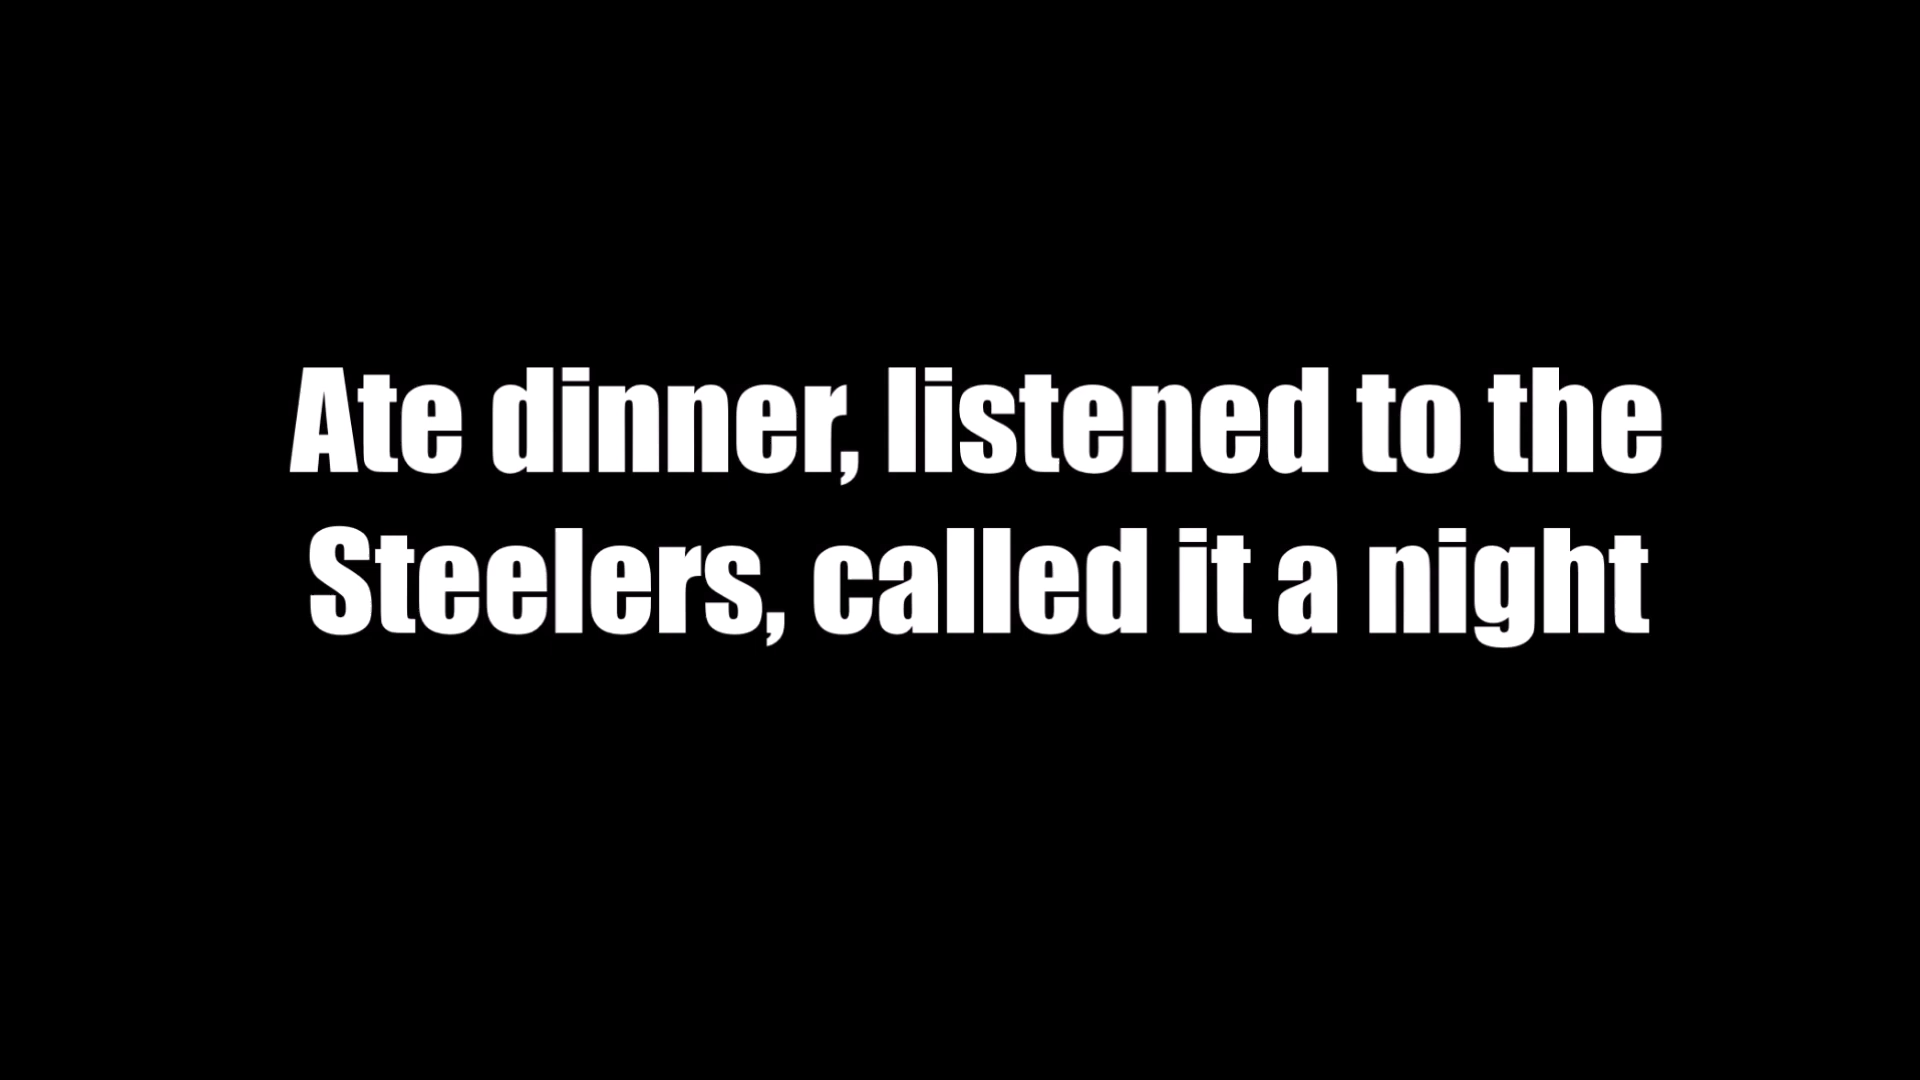 Ate dinner, listened to the
Steelers, called it a night